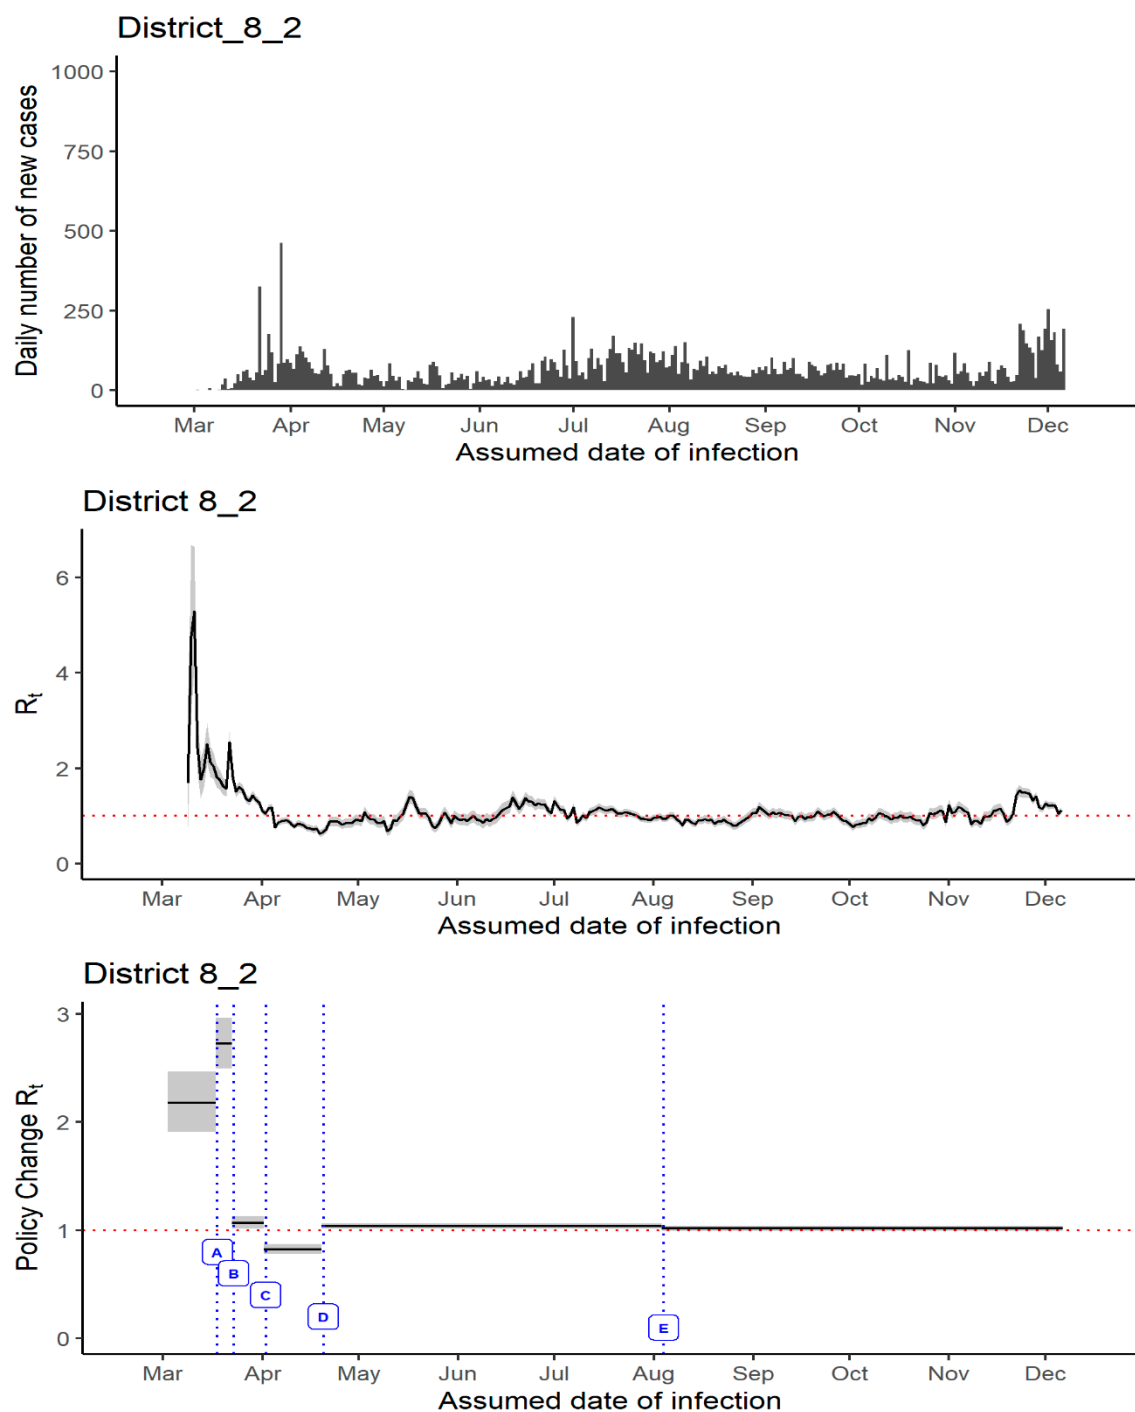 District_8_2
Daily number of new cases
1000
750
500
250
0
Mar Apr May Jun Jul Aug Sep Oct Nov Dec
Assumed date of infection
District 8_2
Rt
6
4
2
0
Mar Apr May Jun Jul Aug Sep Oct Nov Dec
Assumed date of infection
District 8_2
Policy Change Rt
3
2
1
0
A
B
C
D
E
Mar Apr May Jun Jul Aug Sep Oct Nov Dec
Assumed date of infection